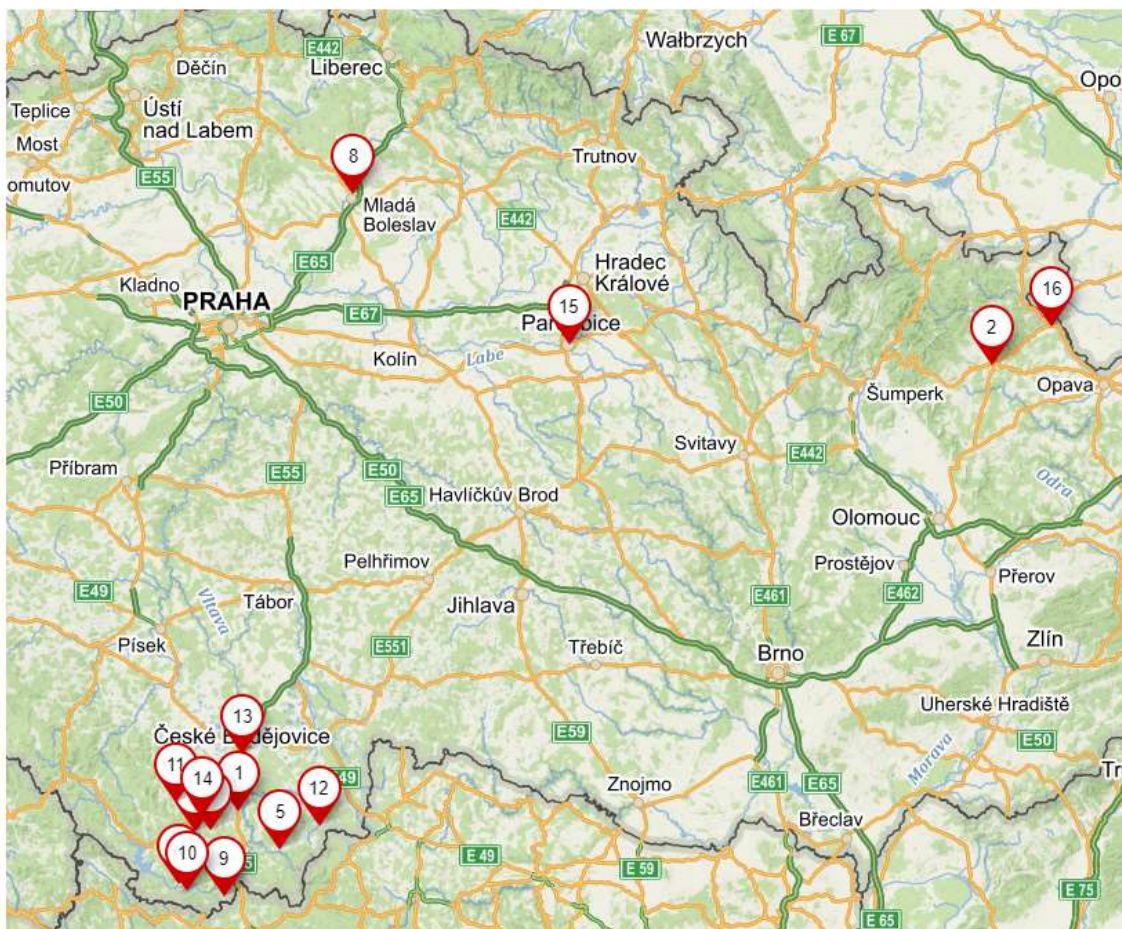 E442
Děčín
Liberec
Wałbrzych
E 67
Opo
Teplice
Ústí
nad Labem
Most
omutov
E55
8
Trutnov
Mladá
Boleslav
E442
Kladno
E65
Hradec
Králové
PRAHA
E67
15
16
2
Kolín
Labe
Šumperk
Opava
E50
Svitavy
E442
Příbram
E55
E50
E65
Havlíčkův Brod
Odra
Olomouc
Pelhřimov
Prostějov
Přerov
E49
Vltava
Tábor
Jihlava
E461
E462
Písek
E551
Třebíč
Brno
Zlín
13
České
E59
Uherské Hradiště
E50
11
14
1
Morava
Tr
5
12
Znojmo
E461
E65
Břeclav
10
9
E 49
E 59
E 75
E 65